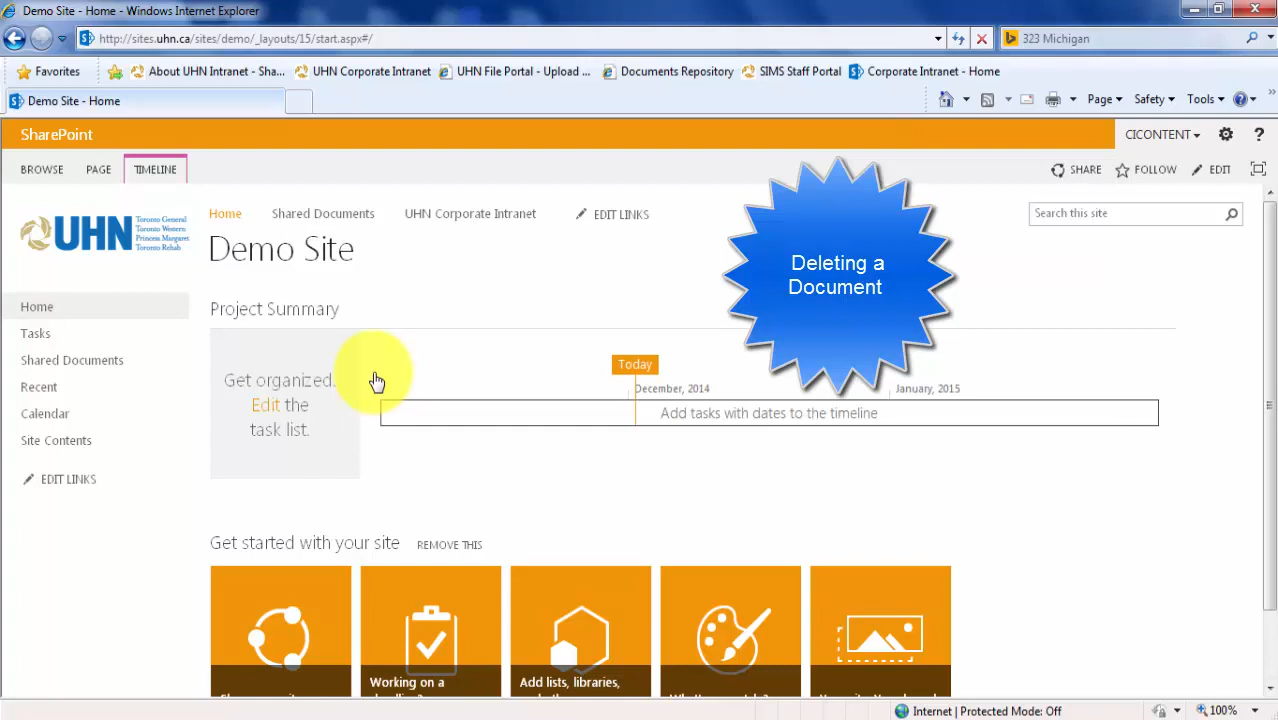 Demo Site - Home - Windows Internet Explorer
http://sites.uhn.ca/sites/demo/_layouts/15/start.aspx#/
323 Michigan
Favorites
About UHN Intranet - Sha...
UHN Corporate Intranet
UHN File Portal - Upload ...
Documents Repository
SIMS Staff Portal
Corporate Intranet - Home
Demo Site - Home
Page
Safety
Tools
SharePoint
CICONTENT
?
BROWSE
PAGE
TIMELINE
SHARE
FOLLOW
EDIT
UHN
Toronto General
Toronto Western
Princess Margaret
Toronto Rehab
Home
Shared Documents
UHN Corporate Intranet
EDIT LINKS
Search this site
Demo Site
Deleting a
Document
Home
Tasks
Shared Documents
Recent
Calendar
Site Contents
EDIT LINKS
Project Summary
Get organized.
Edit the
task list.
Today
December, 2014
January, 2015
Add tasks with dates to the timeline
Get started with your site
REMOVE THIS
Working on a
Add lists, libraries,
Internet | Protected Mode: Off
100%